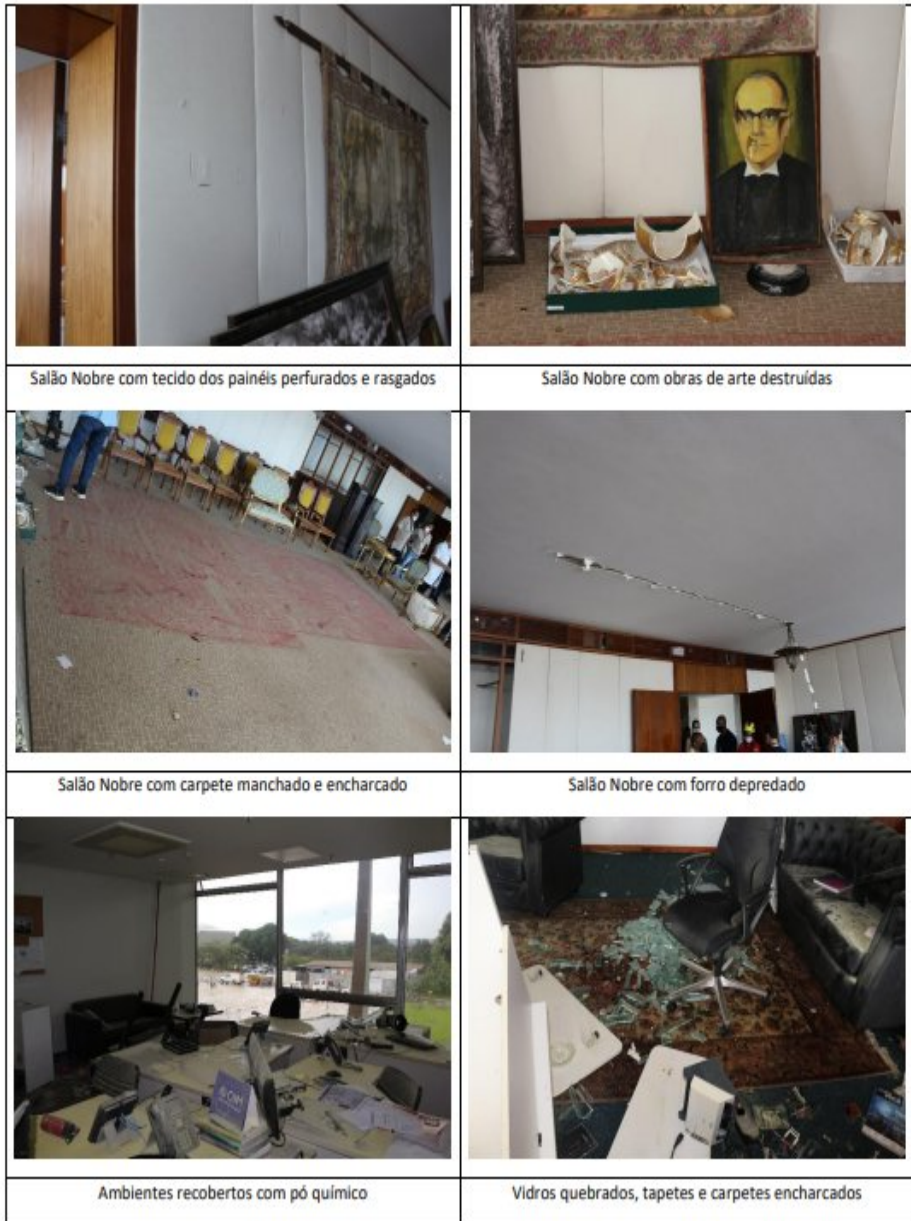 Salão Nobre com tecido dos painéis perfurados e rasgados
Salão Nobre com obras de arte destruídas
Salão Nobre com carpete manchado e encharcado
Salão Nobre com forro depredado
Ambientes recobertos com pó químico
Vidros quebrados, tapetes e carpetes encharcados